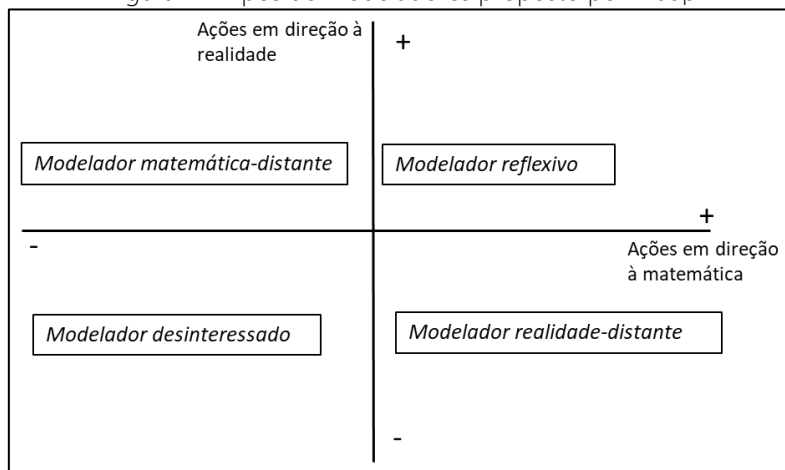 Ações em direção à
realidade
+
Modelador matemática-distante
Modelador reflexivo
+
-
Ações em direção
à matemática
Modelador desinteressado
Modelador realidade-distante
-